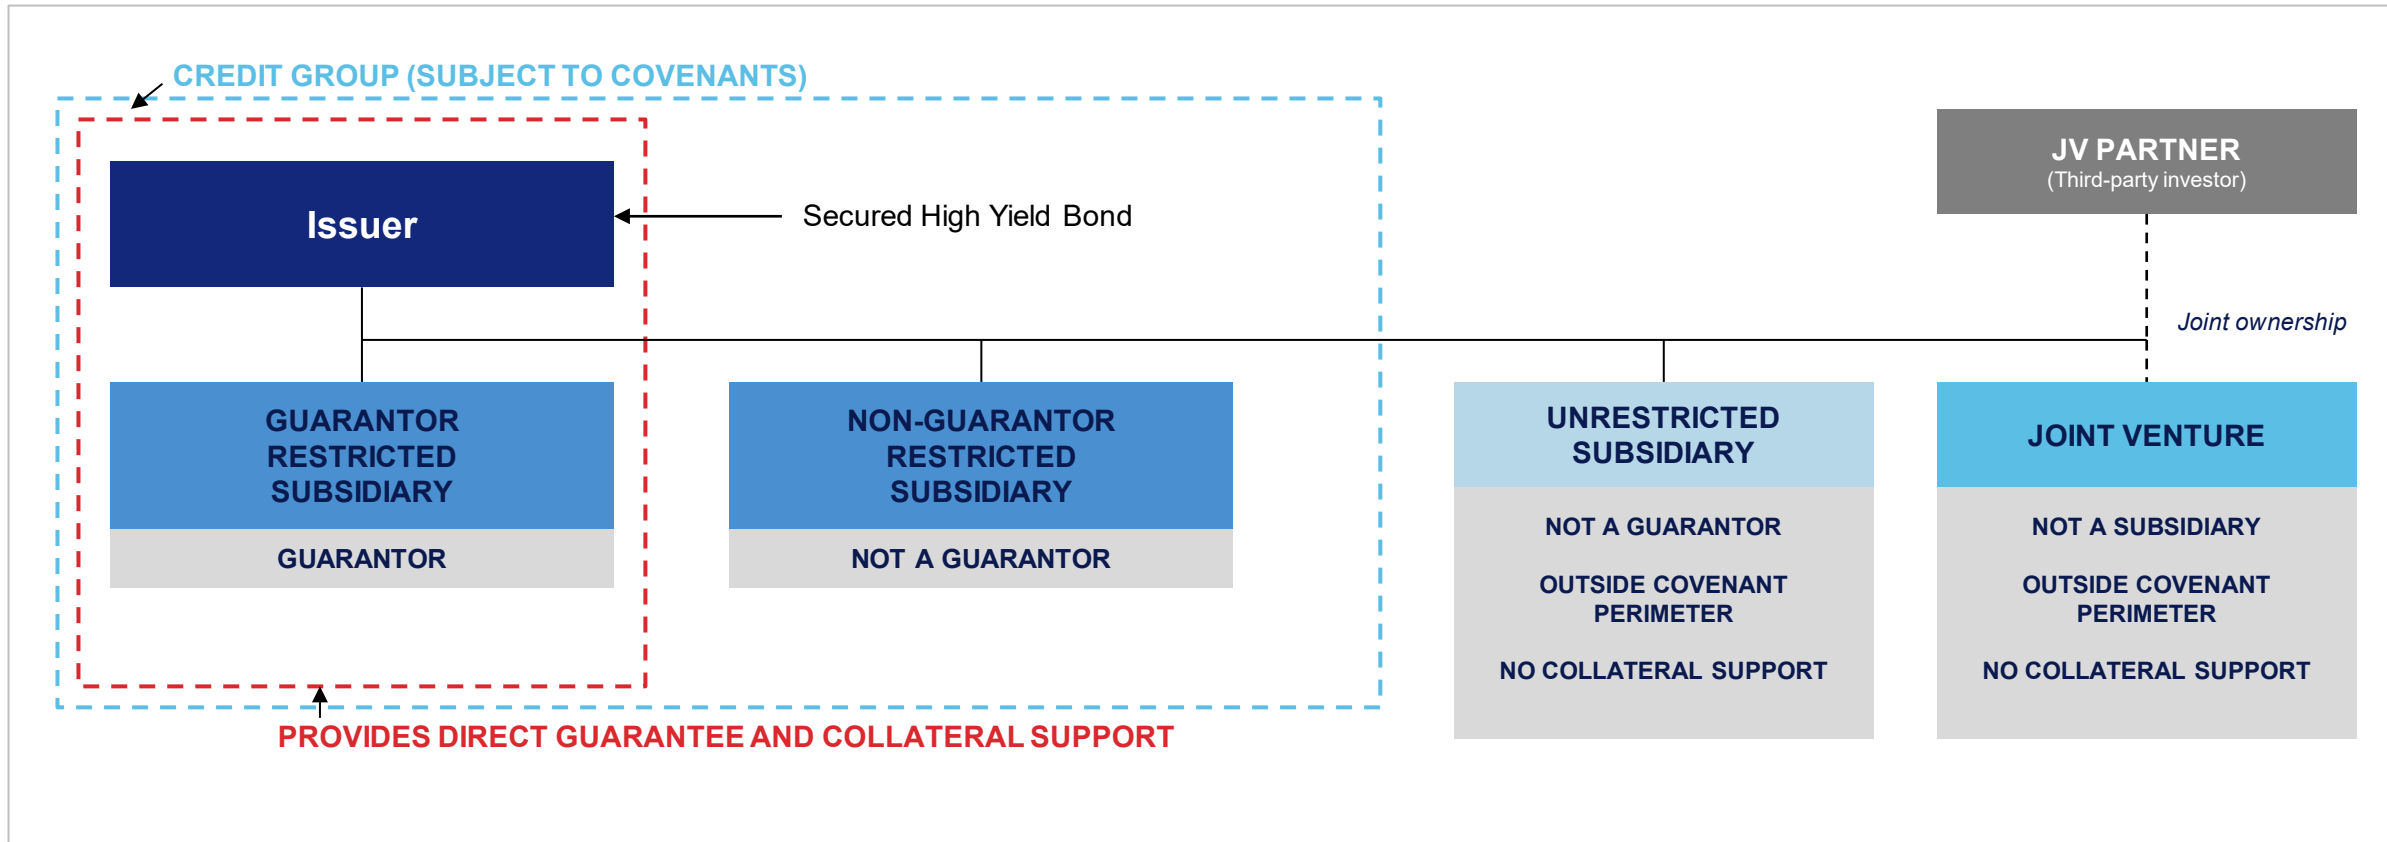 CREDIT GROUP (SUBJECT TO COVENANTS)
Issuer
Secured High Yield Bond
JV PARTNER
(Third-party investor)
Joint ownership
GUARANTOR
RESTRICTED
SUBSIDIARY
GUARANTOR
NON-GUARANTOR
RESTRICTED
SUBSIDIARY
NOT A GUARANTOR
UNRESTRICTED
SUBSIDIARY
NOT A GUARANTOR
OUTSIDE COVENANT
PERIMETER
NO COLLATERAL SUPPORT
JOINT VENTURE
NOT A SUBSIDIARY
OUTSIDE COVENANT
PERIMETER
NO COLLATERAL SUPPORT
PROVIDES DIRECT GUARANTEE AND COLLATERAL SUPPORT